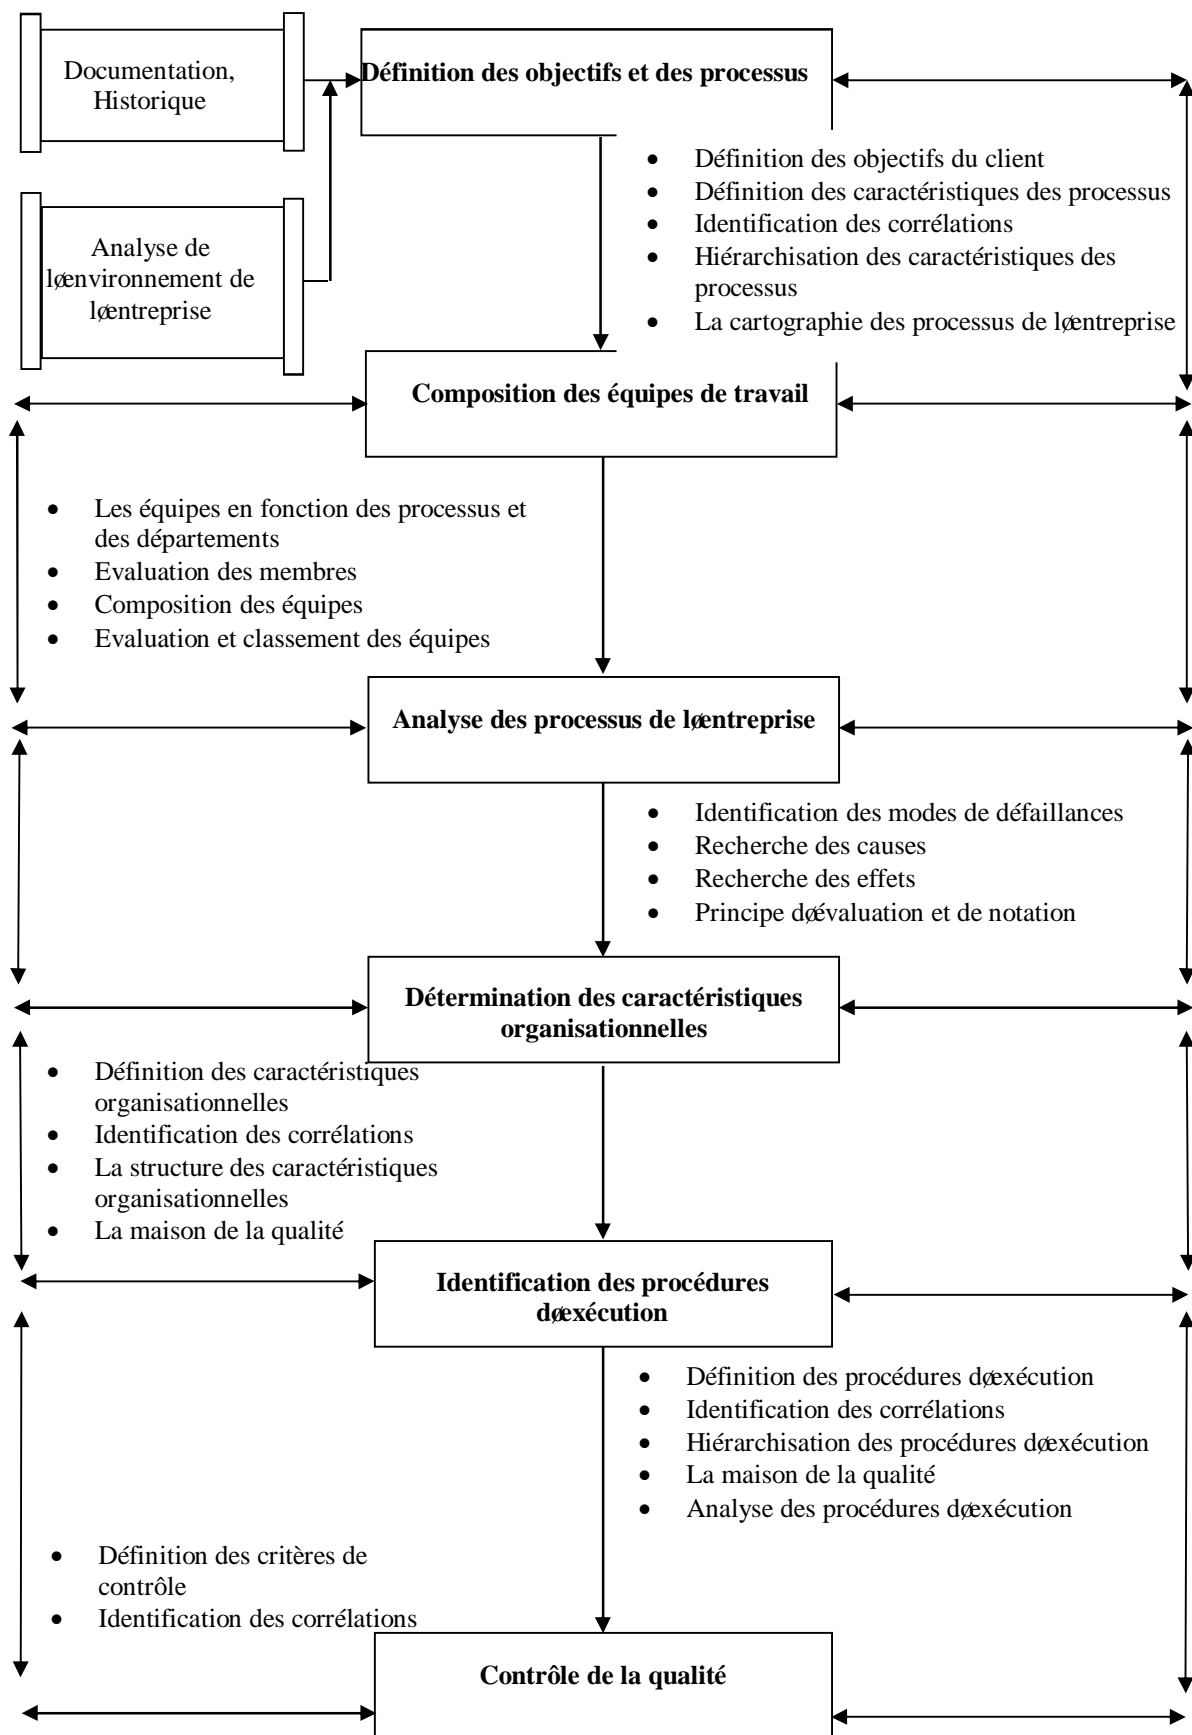 Documentation,
Historique
Définition des objectifs et des processus
• Définition des objectifs du client
• Définition des caractéristiques des processus
• Identification des corrélations
• Hiérarchisation des caractéristiques des
processus
• La cartographie des processus de løentreprise
Analyse de
løenvironnement de
løentreprise
Composition des équipes de travail
• Les équipes en fonction des processus et
des départements
• Evaluation des membres
• Composition des équipes
• Evaluation et classement des équipes
Analyse des processus de løentreprise
• Identification des modes de défaillances
• Recherche des causes
• Recherche des effets
• Principe døévaluation et de notation
Détermination des caractéristiques
organisationnelles
• Définition des caractéristiques
organisationnelles
• Identification des corrélations
• La structure des caractéristiques
organisationnelles
• La maison de la qualité
Identification des procédures
døexécution
• Définition des procédures døexécution
• Identification des corrélations
• Hiérarchisation des procédures døexécution
• La maison de la qualité
• Analyse des procédures døexécution
• Définition des critères de
contrôle
• Identification des corrélations
Contrôle de la qualité